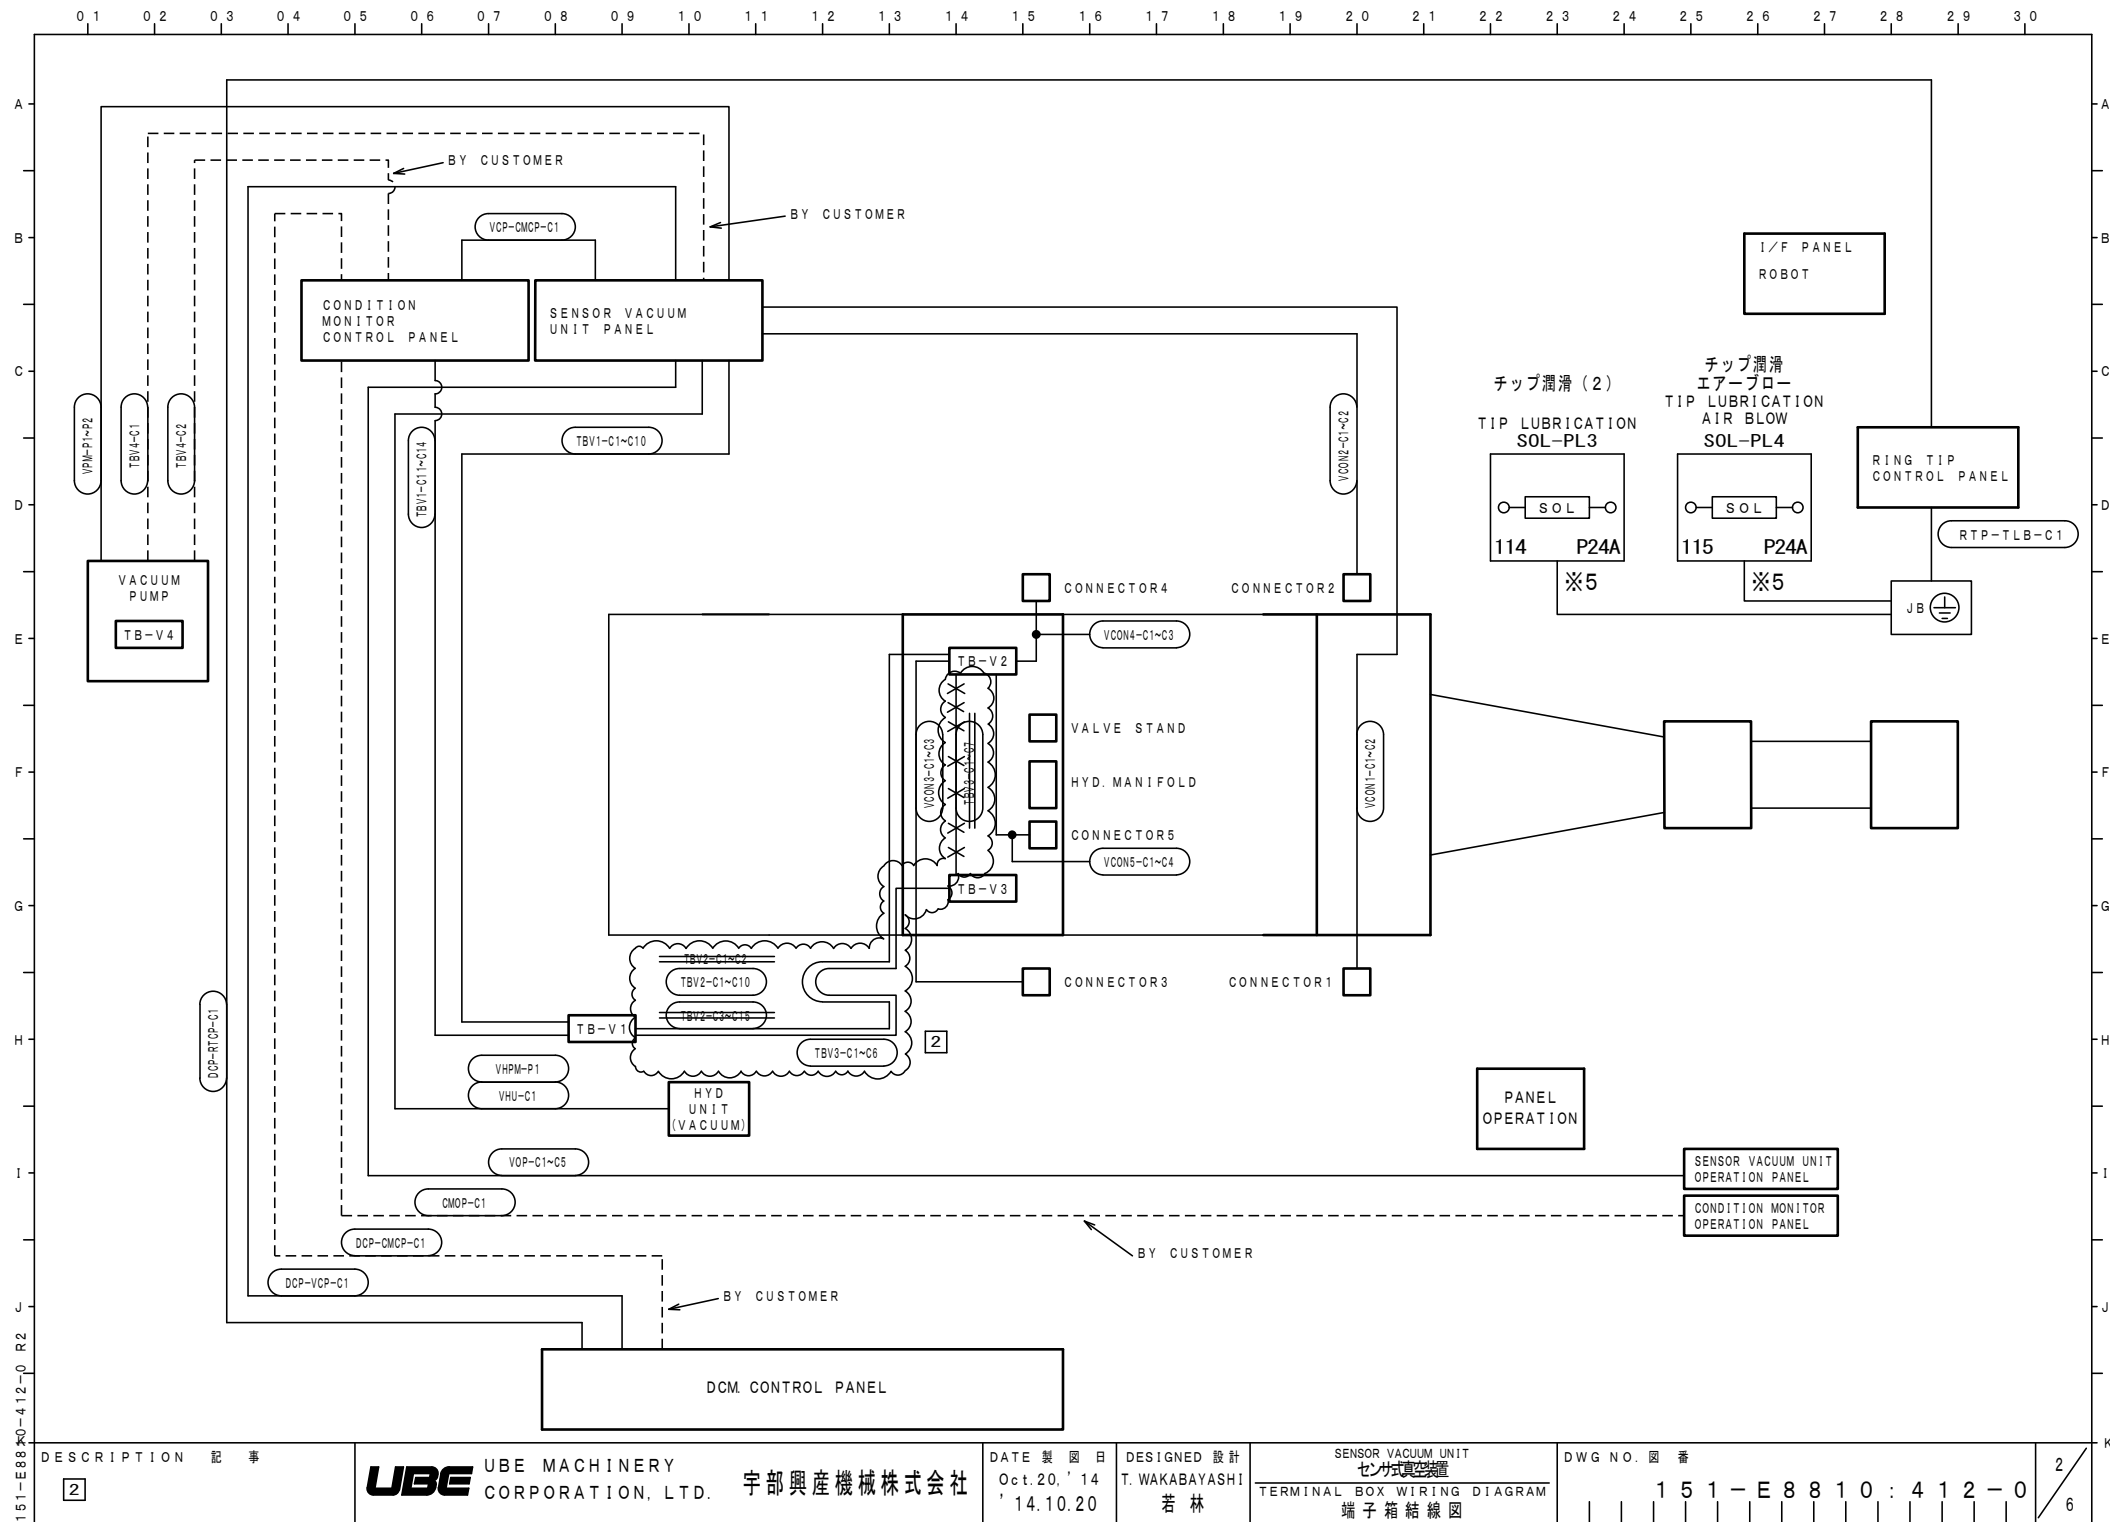 01 02 03 04 05 06 07 08 09 10 11 12 13 14 15 16 17 18 19 20 21 22 23 24 25 26 27 28 29 30
A
A
BY CUSTOMER
BY CUSTOMER
VCP-CMCP-C1
B
B
I/F PANEL
ROBOT
CONDITION
MONITOR
CONTROL PANEL
SENSOR VACUUM
UNIT PANEL
C
C
チップ潤滑(2)
TIP LUBRICATION
SOL-PL3
チップ潤滑
エアーブロー
TIP LUBRICATION
AIR BLOW
SOL-PL4
VPM-P1~P2
TBV4-C1
TBV4-C2
TBV1-C11~C14
TBV1-C1~C10
VCON2-C1~C2
RING TIP
CONTROL PANEL
D
D
SOL
114 P24A
※5
SOL
115 P24A
※5
RTP-TLB-C1
JB
VACUUM
PUMP
TB-V4
CONNECTOR4
CONNECTOR2
E
E
VCON4-C1~C3
TB-V2
VALVE STAND
VCON3-C1~C3
TBV3-C1~C7
VCON1-C1~C2
F
F
HYD. MANIFOLD
CONNECTOR5
VCON5-C1~C4
TB-V3
G
G
TBV2-C1~C2
TBV2-C1~C10
TBV2-C3~C15
CONNECTOR3
CONNECTOR1
DCP-RTCP-C1
TB-V1
H
H
2
TBV3-C1~C6
VHPM-P1
VHU-C1
HYD
UNIT
(VACUUM)
PANEL
OPERATION
VOP-C1~C5
I
I
SENSOR VACUUM UNIT
OPERATION PANEL
CMOP-C1
CONDITION MONITOR
OPERATION PANEL
DCP-CMCP-C1
BY CUSTOMER
DCP-VCP-C1
BY CUSTOMER
J
J
DCM. CONTROL PANEL
K
K
151-E8810-412-0 R2
DESCRIPTION 記 事
2
UBE
UBE MACHINERY
CORPORATION, LTD.
宇部興産機械株式会社
DATE 製 図 日
Oct.20,'14
'14.10.20
DESIGNED 設計
T. WAKABAYASHI
若 林
SENSOR VACUUM UNIT
センサ式真空装置
TERMINAL BOX WIRING DIAGRAM
端子箱結線図
DWG NO. 図 番
151-E8810:412-0
2/6